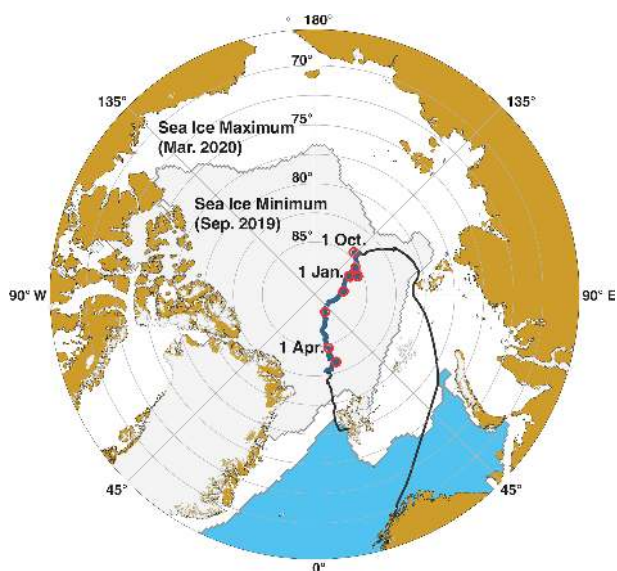 180°
70°
135°
135°
75°
Sea Ice Maximum
(Mar. 2020)
80°
Sea Ice Minimum
(Sep. 2019)
85°
1 Oct.
1 Jan.
90° W
90° E
1 Apr.
45°
45°
0°